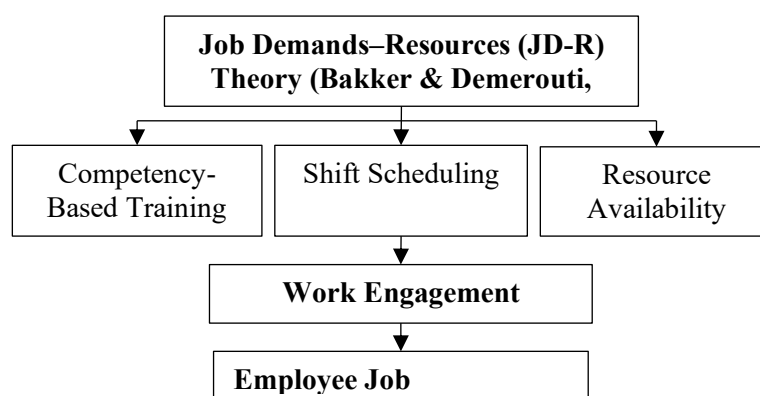 Job Demands–Resources (JD-R)
Theory (Bakker & Demerouti,
Competency-
Based Training
Shift Scheduling
Resource
Availability
Work Engagement
Employee Job